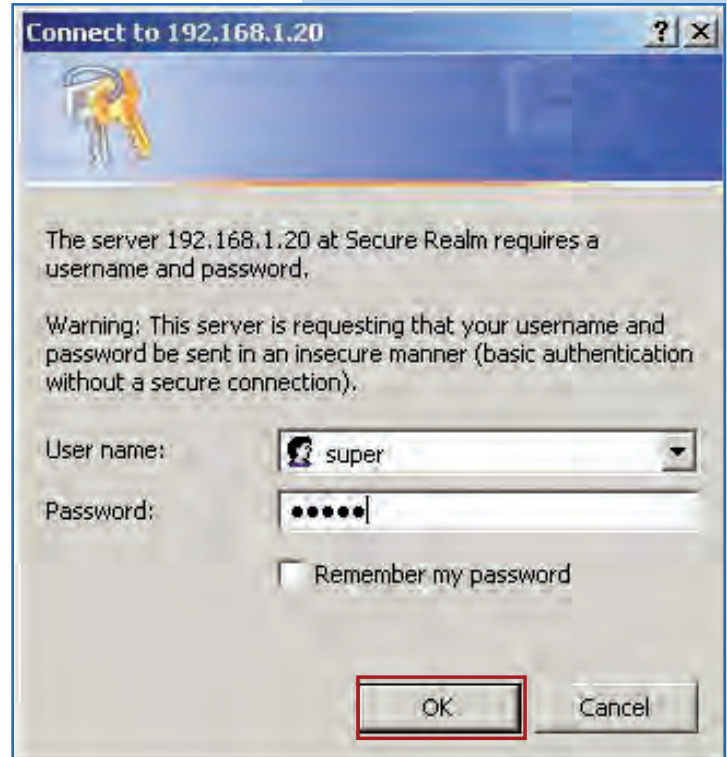 Connect to 192.168.1.20
The server 192.168.1.20 at Secure Realm requires a
username and password.
Warning: This server is requesting that your username and
password be sent in an insecure manner (basic authentication
without a secure connection).
User name:
super
Password:
•••••
Remember my password
OK Cancel